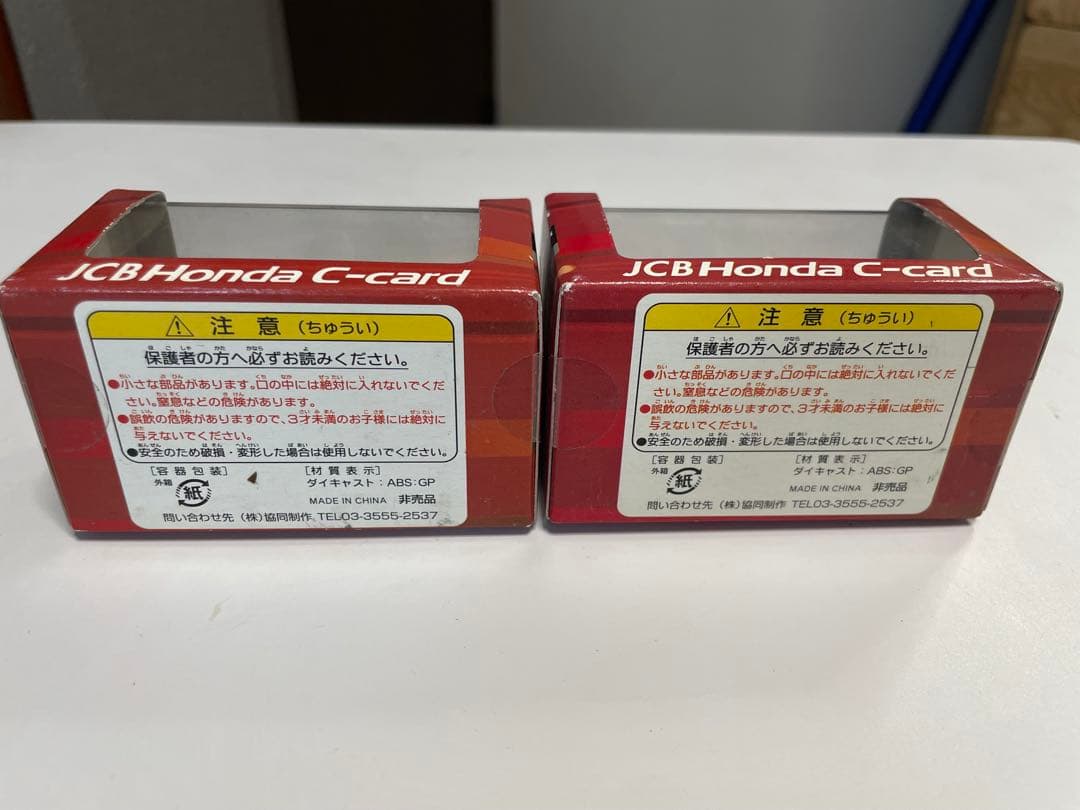 JCB Honda C-card
注意（ちゅうい）
保護者の方へ必ずお読みください。
●小さな部品があります。口の中には絶対に入れないでくだ
さい。窒息などの危険があります。
●誤飲の危険がありますので、3才未満のお子様には絶対に
与えないでください。
●安全のため破損・変形した場合は使用しないでください。
［容器包装］ ［材質表示］
外箱 紙 ダイキャスト：ABS：GP
MADE IN CHINA 非売品
問い合わせ先（株）協同制作 TEL03-3555-2537
JCB Honda C-card
注意（ちゅうい）
保護者の方へ必ずお読みください。
●小さな部品があります。口の中には絶対に入れないでくだ
さい。窒息などの危険があります。
●誤飲の危険がありますので、3才未満のお子様には絶対に
与えないでください。
●安全のため破損・変形した場合は使用しないでください。
［容器包装］ ［材質表示］
外箱 紙 ダイキャスト：ABS：GP
MADE IN CHINA 非売品
問い合わせ先（株）協同制作 TEL03-3555-2537